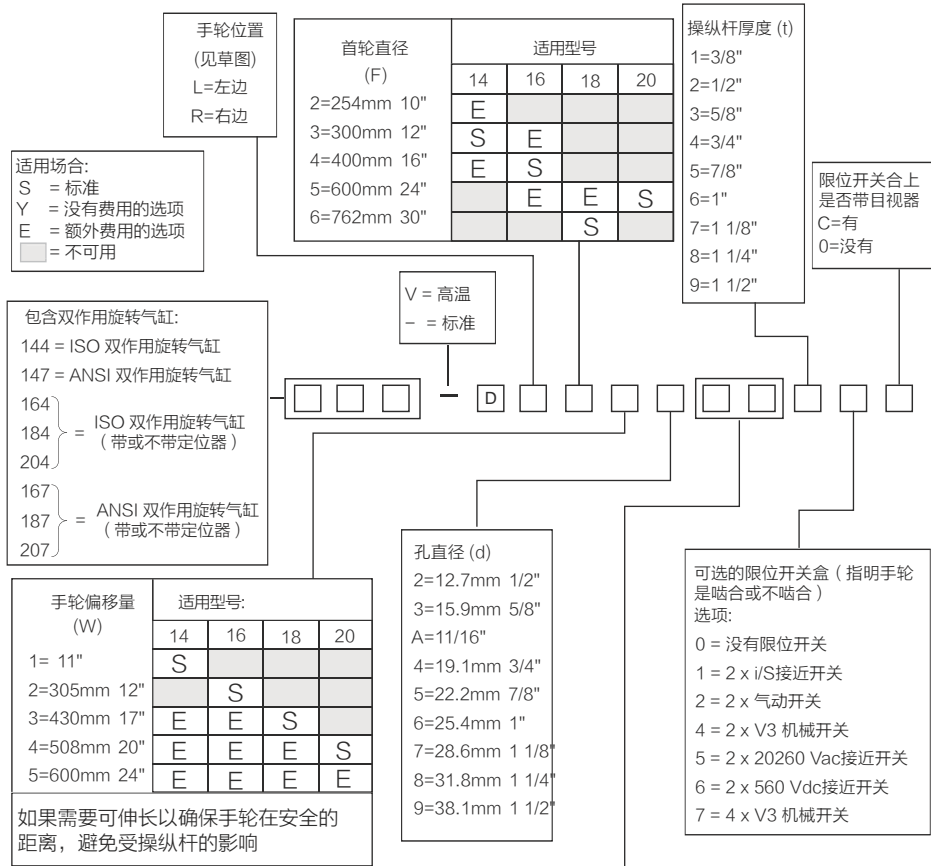 手轮位置
(见草图)
L=左边
R=右边
首轮直径
(F)
适用型号
14 16 18 20
2=254mm 10" E
3=300mm 12" S E
4=400mm 16" E S
5=600mm 24" E E S
6=762mm 30" S
操纵杆厚度 (t)
1=3/8"
2=1/2"
3=5/8"
4=3/4"
5=7/8"
6=1"
7=1 1/8"
8=1 1/4"
9=1 1/2"
限位开关合上
是否带目视器
C=有
0=没有
适用场合:
S = 标准
Y = 没有费用的选项
E = 额外费用的选项
= 不可用
V = 高温
– = 标准
包含双作用旋转气缸:
144 = ISO 双作用旋转气缸
147 = ANSI 双作用旋转气缸
164
184 = ISO 双作用旋转气缸
(带或不带定位器)
204
167
187 = ANSI 双作用旋转气缸
(带或不带定位器)
207
– D
手轮偏移量
(W)
适用型号:
14 16 18 20
1= 11" S
2=305mm 12" S
3=430mm 17" E E S
4=508mm 20" E E E S
5=600mm 24" E E E E
如果需要可伸长以确保手轮在安全的
距离，避免受操纵杆的影响
孔直径 (d)
2=12.7mm 1/2"
3=15.9mm 5/8"
A=11/16"
4=19.1mm 3/4"
5=22.2mm 7/8"
6=25.4mm 1"
7=28.6mm 1 1/8"
8=31.8mm 1 1/4"
9=38.1mm 1 1/2"
可选的限位开关盒(指明手轮
是啮合或不啮合)
选项:
0 = 没有限位开关
1 = 2 x i/S接近开关
2 = 2 x 气动开关
4 = 2 x V3 机械开关
5 = 2 x 20260 Vac接近开关
6 = 2 x 560 Vdc接近开关
7 = 4 x V3 机械开关